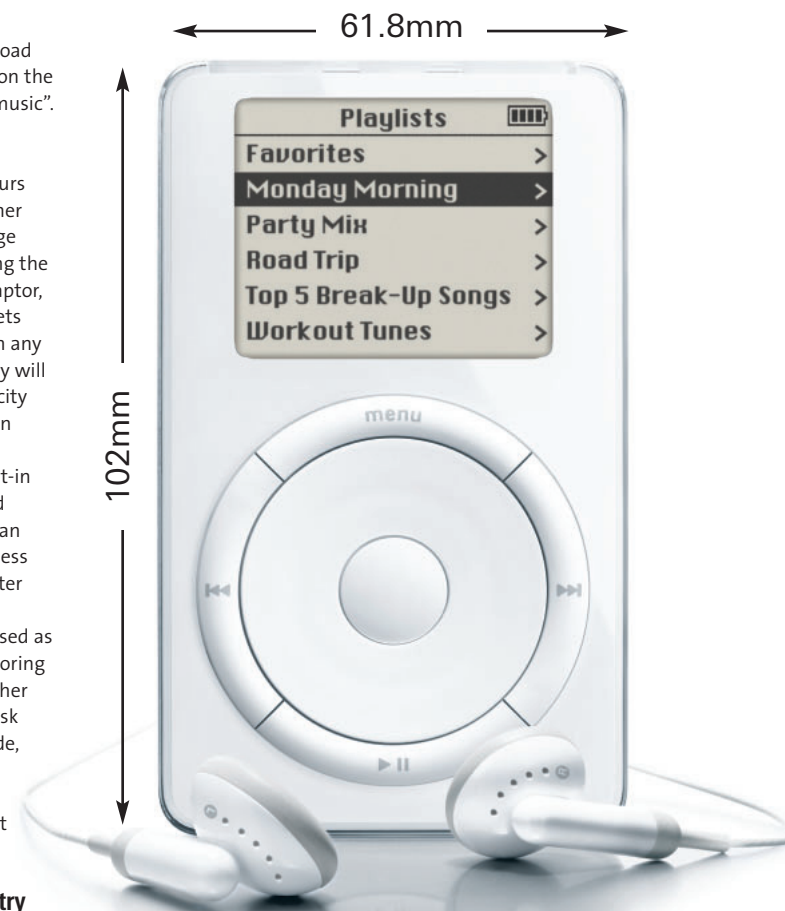 oad
on the
music”.
urs
her
ge
ng the
aptor,
ets
n any
y will
city
n
t-in
d
an
ess
ter
sed as
oring
her
sk
de,
t
try
61.8mm
102mm
Playlists
Favorites >
Monday Morning >
Party Mix >
Road Trip >
Top 5 Break-Up Songs >
Workout Tunes >
menu